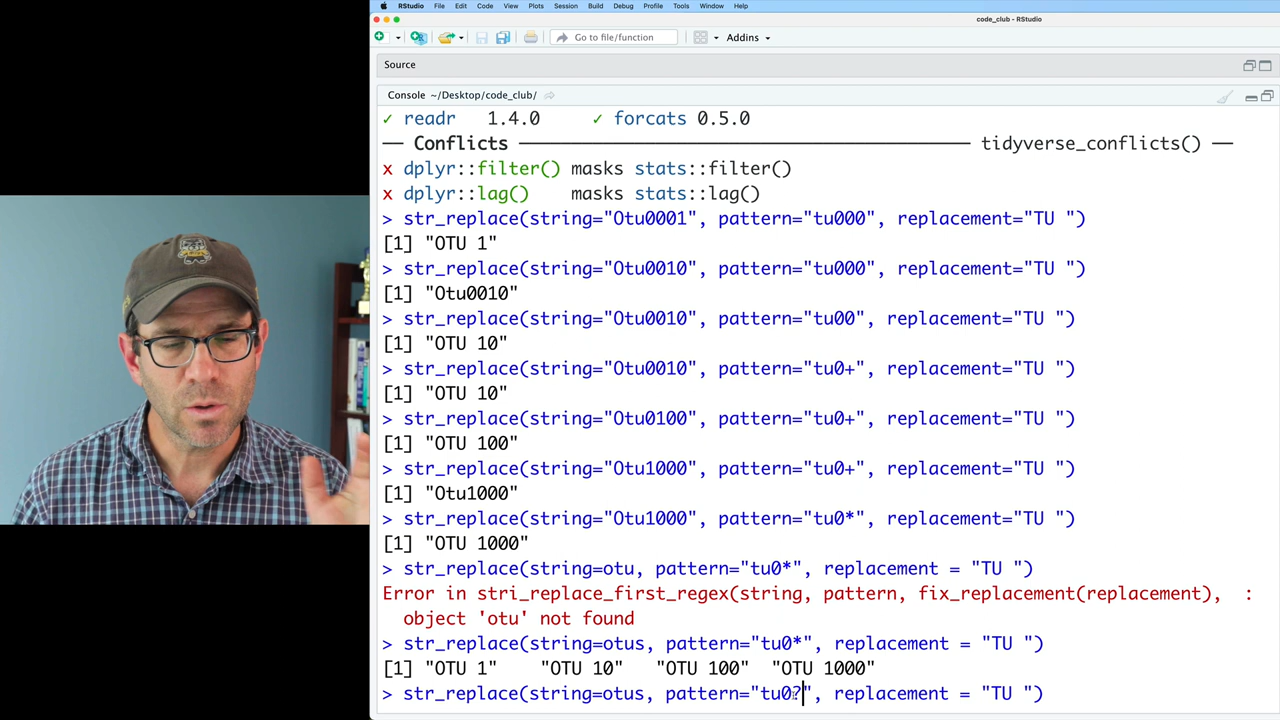 RStudio File Edit Code View Plots Session Build Debug Profile Tools Window Help
code_club - RStudio
Go to file/function Addins
Source
Console ~/Desktop/code_club/
✓ readr 1.4.0 ✓ forcats 0.5.0
── Conflicts ──────────────────── tidyverse_conflicts() ──
x dplyr::filter() masks stats::filter()
x dplyr::lag() masks stats::lag()
> str_replace(string="Otu0001", pattern="tu000", replacement="TU ")
[1] "OTU 1"
> str_replace(string="Otu0010", pattern="tu000", replacement="TU ")
[1] "Otu0010"
> str_replace(string="Otu0010", pattern="tu00", replacement="TU ")
[1] "OTU 10"
> str_replace(string="Otu0010", pattern="tu0+", replacement="TU ")
[1] "OTU 10"
> str_replace(string="Otu0100", pattern="tu0+", replacement="TU ")
[1] "OTU 100"
> str_replace(string="Otu1000", pattern="tu0+", replacement="TU ")
[1] "Otu1000"
> str_replace(string="Otu1000", pattern="tu0*", replacement="TU ")
[1] "OTU 1000"
> str_replace(string=otu, pattern="tu0*", replacement = "TU ")
Error in stri_replace_first_regex(string, pattern, fix_replacement(replacement), :
object 'otu' not found
> str_replace(string=otus, pattern="tu0*", replacement = "TU ")
[1] "OTU 1" "OTU 10" "OTU 100" "OTU 1000"
> str_replace(string=otus, pattern="tu0?", replacement = "TU ")